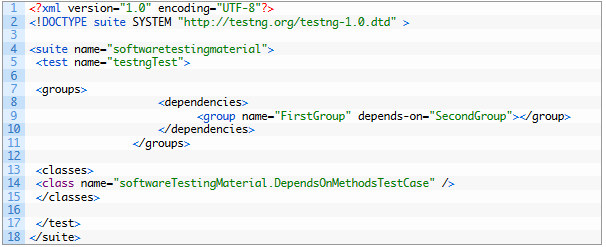 1 <?xml version="1.0" encoding="UTF-8"?>
2 <!DOCTYPE suite SYSTEM "http://testng.org/testng-1.0.dtd" >
3
4 <suite name="softwaretestingmaterial">
5 <test name="testngTest">
6
7 <groups>
8 <dependencies>
9 <group name="FirstGroup" depends-on="SecondGroup"></group>
10 </dependencies>
11 </groups>
12
13 <classes>
14 <class name="softwareTestingMaterial.DependsOnMethodsTestCase" />
15 </classes>
16
17 </test>
18 </suite>